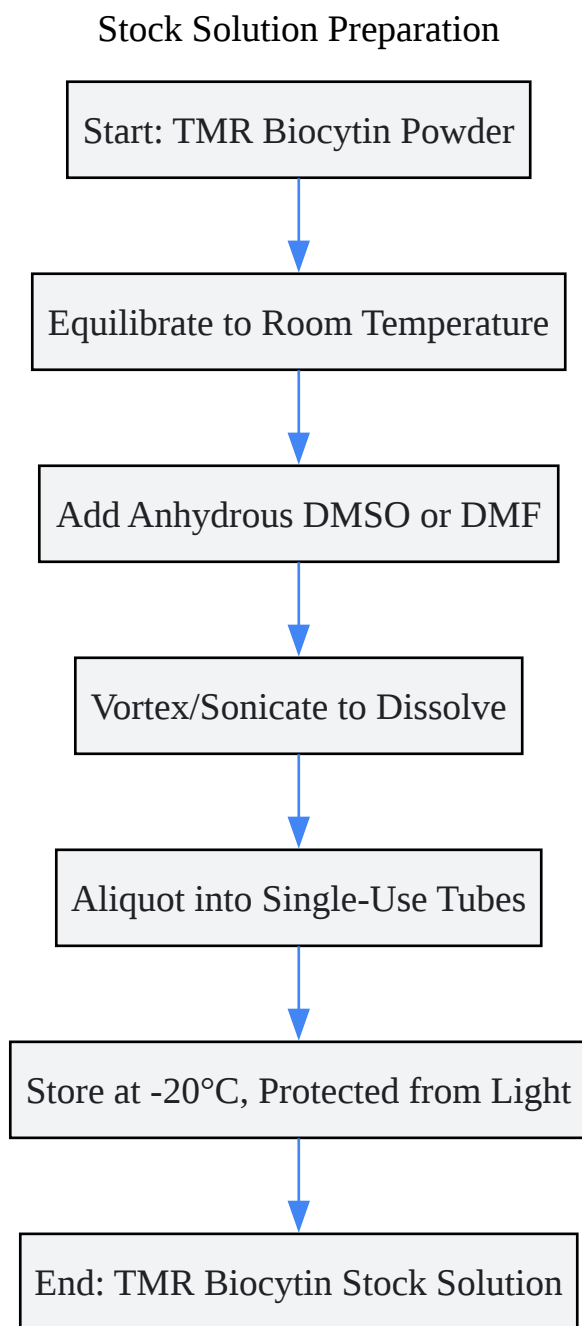 Stock Solution Preparation
Start: TMR Biocytin Powder
Equilibrate to Room Temperature
Add Anhydrous DMSO or DMF
Vortex/Sonicate to Dissolve
Aliquot into Single-Use Tubes
Store at -20°C, Protected from Light
End: TMR Biocytin Stock Solution